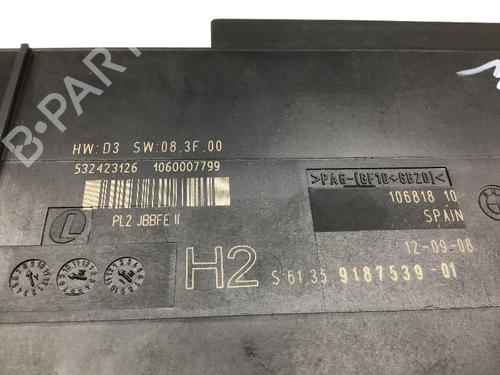 HW:D3 SW:08.3F.00
532423126 1060007799
PL2 JBBFE II
>PA6-(GF10+GB20)<
106818 10
SPAIN
12-09-08
H2 S:61.35 9187539-01
B-PARTS